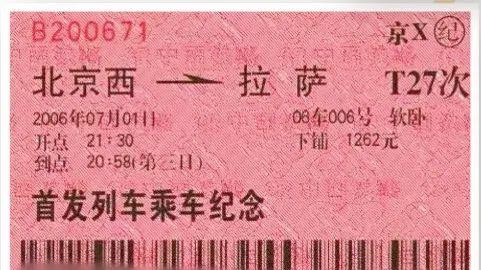 B200671 京X㊁纪
北京西 → 拉萨 T27次
2006年07月01日 08车006号 软卧
开点 21:30 下铺 1262元
到点 20:58(第三日)
首发列车乘车纪念